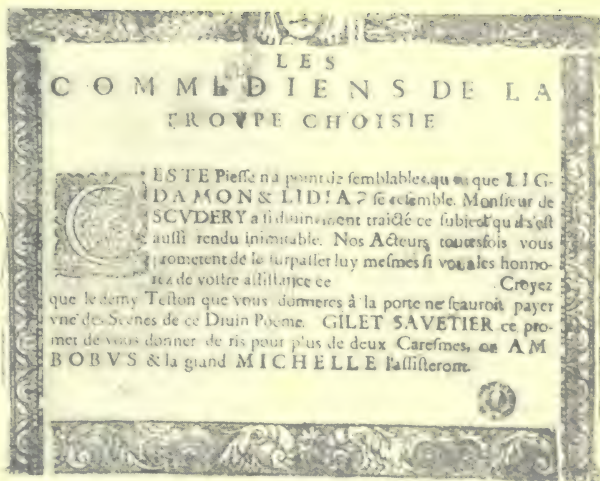 LES
COMMEDIENS DE LA
TROVPE CHOISIE
CESTE Piesse na point de semblables, que LIG-
DAMON & LIDIA se resemble. Monsieur de
SCVDERY a si diuinement traicté ce subiect qu il s'est
aussi rendu inimitable. Nos Acteurs toutesfois vous
prometent de le surpasser luy mesmes si vous les honno-
rez de vostre assistance ce Croyez
que le demy Teston que vous donneres à la porte ne sçauroit payer
vne des Scenes de ce Diuin Poeme. GILET SAVETIER ce pro-
met de vous donner de ris pour plus de deux Caresmes, AM
BOBVS & la grand MICHELLE l'assisteront.